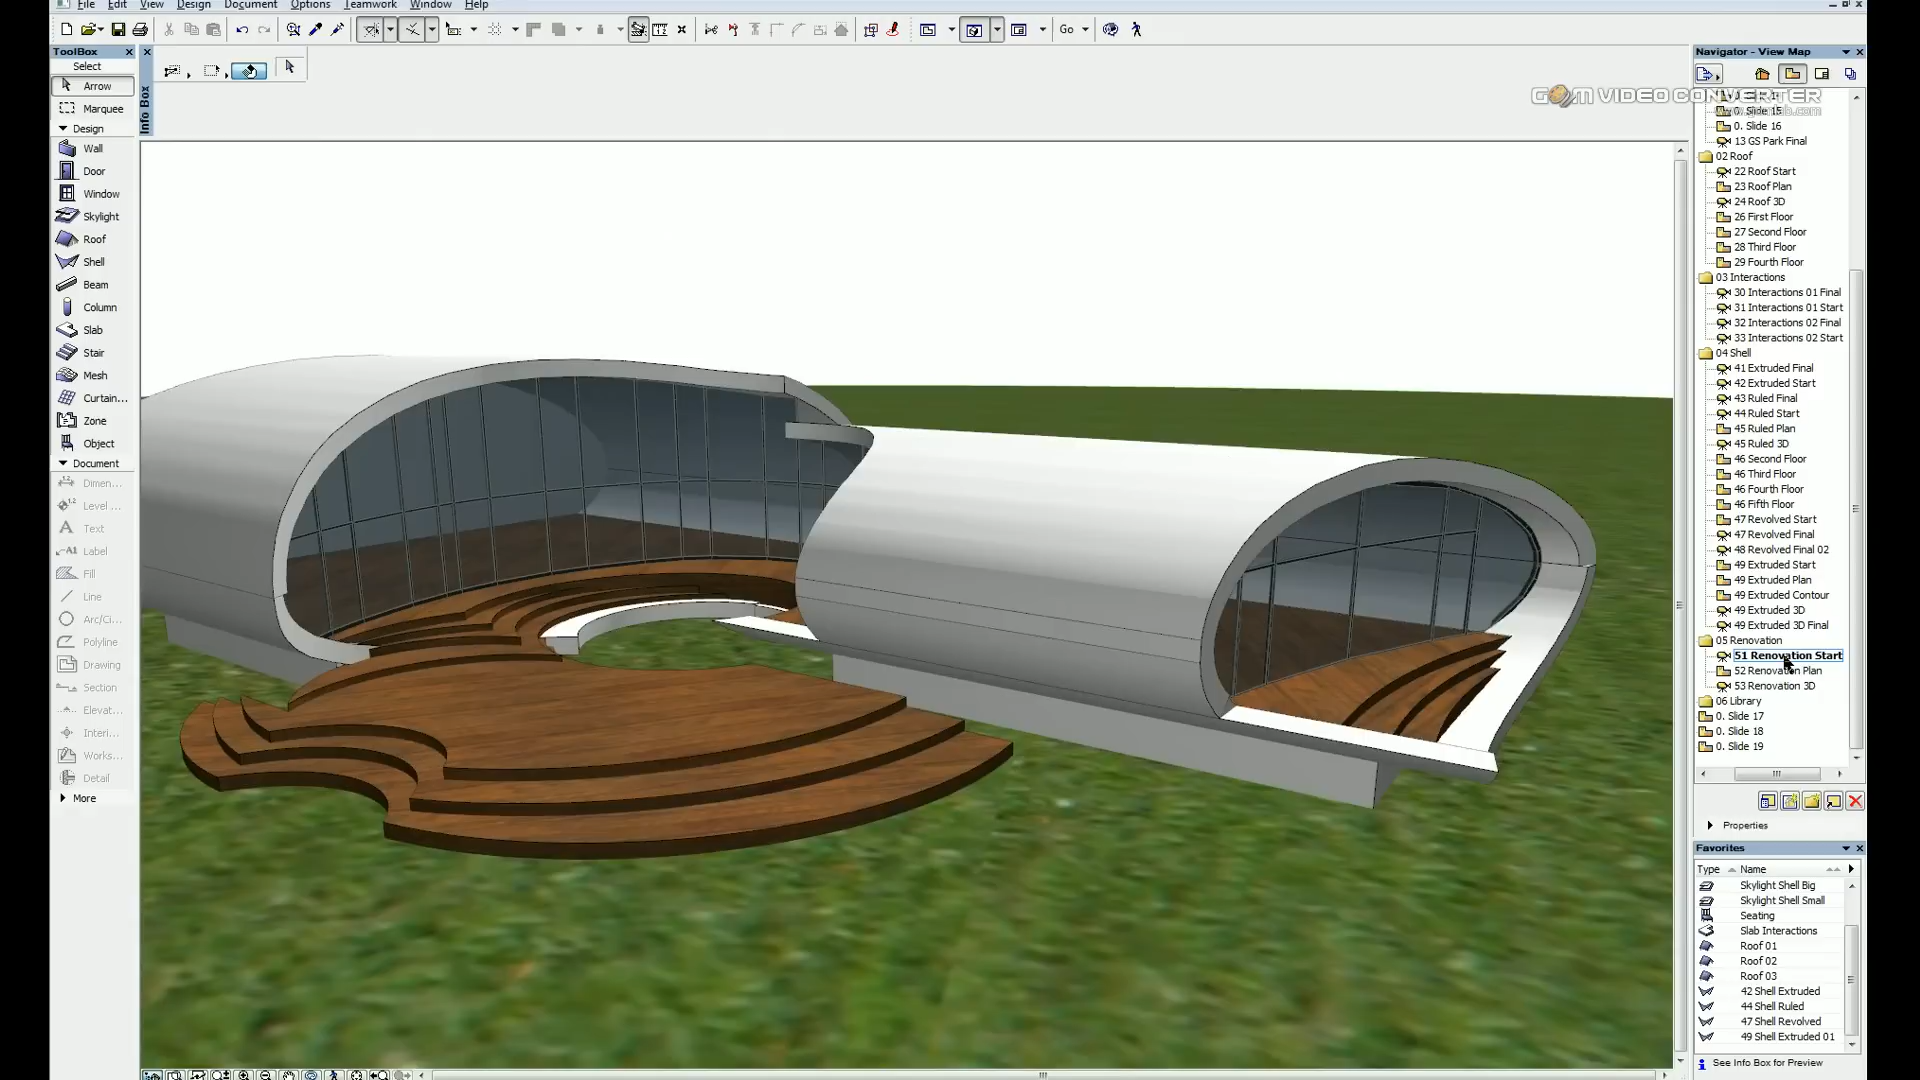 File Edit View Design Document Options Teamwork Window Help
Go
ToolBox
Select
Arrow
Marquee
Design
Wall
Door
Window
Skylight
Roof
Shell
Beam
Column
Slab
Stair
Mesh
Curtain...
Zone
Object
Document
Dimen...
Level ...
Text
Label
Fill
Line
Arc/Ci...
Polyline
Drawing
Section
Elevat...
Interi...
Works...
Detail
More
Info Box
GOM VIDEO CONVERTER
Navigator - View Map
0. Slide 15
0. Slide 16
13 GS Park Final
02 Roof
22 Roof Start
23 Roof Plan
24 Roof 3D
26 First Floor
27 Second Floor
28 Third Floor
29 Fourth Floor
03 Interactions
30 Interactions 01 Final
31 Interactions 01 Start
32 Interactions 02 Final
33 Interactions 02 Start
04 Shell
41 Extruded Final
42 Extruded Start
43 Ruled Final
44 Ruled Start
45 Ruled Plan
45 Ruled 3D
46 Second Floor
46 Third Floor
46 Fourth Floor
46 Fifth Floor
47 Revolved Start
47 Revolved Final
48 Revolved Final 02
49 Extruded Start
49 Extruded Plan
49 Extruded Contour
49 Extruded 3D
49 Extruded 3D Final
05 Renovation
51 Renovation Start
52 Renovation Plan
53 Renovation 3D
06 Library
0. Slide 17
0. Slide 18
0. Slide 19
Properties
Favorites
Type Name
Skylight Shell Big
Skylight Shell Small
Seating
Slab Interactions
Roof 01
Roof 02
Roof 03
42 Shell Extruded
44 Shell Ruled
47 Shell Revolved
49 Shell Extruded 01
See Info Box for Preview